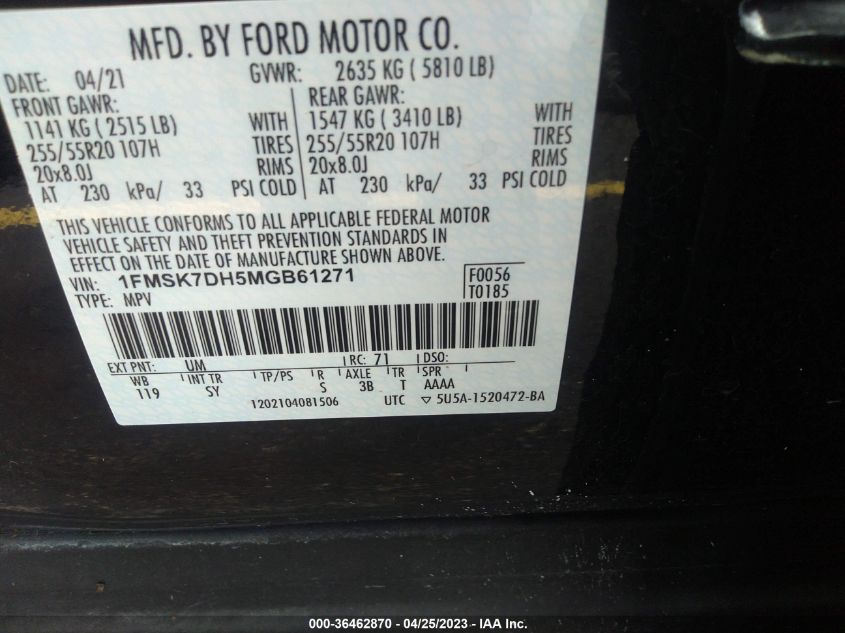 MFD. BY FORD MOTOR CO.
DATE: 04/21 GVWR: 2635 KG ( 5810 LB)
FRONT GAWR: REAR GAWR:
1141 KG ( 2515 LB) WITH 1547 KG ( 3410 LB) WITH
255/55R20 107H TIRES 255/55R20 107H TIRES
20x8.0J RIMS 20x8.0J RIMS
AT 230 kPa/ 33 PSI COLD AT 230 kPa/ 33 PSI COLD
THIS VEHICLE CONFORMS TO ALL APPLICABLE FEDERAL MOTOR
VEHICLE SAFETY AND THEFT PREVENTION STANDARDS IN
EFFECT ON THE DATE OF MANUFACTURE SHOWN ABOVE.
VIN: 1FMSK7DH5MGB61271 F0056
TYPE: MPV T0185
EXT PNT: UM RC: 71 DSO:
WB INT TR TP/PS R AXLE TR SPR
119 SY S 3B T AAAA
1202104081506 UTC ▽ 5U5A-1520472-BA
000-36462870 - 04/25/2023 - IAA Inc.